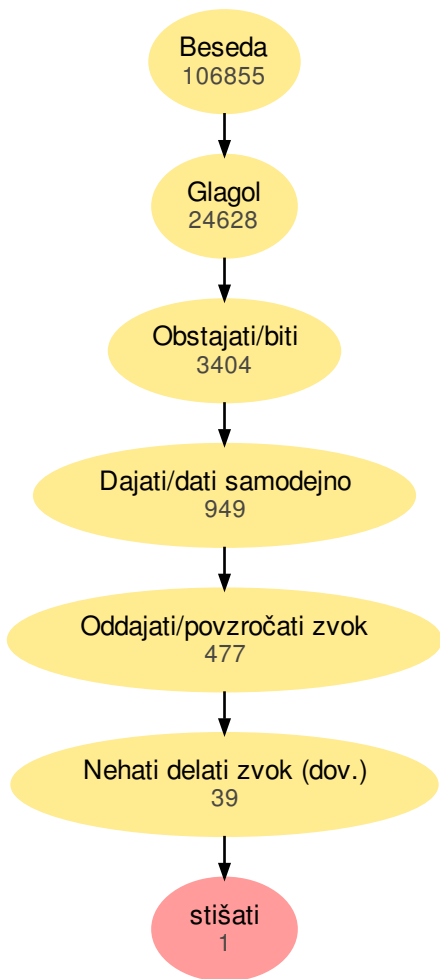 Beseda
106855
Glagol
24628
Obstajati/biti
3404
Dajati/dati samodejno
949
Oddajati/povzročati zvok
477
Nehati delati zvok (dov.)
39
stišati
1